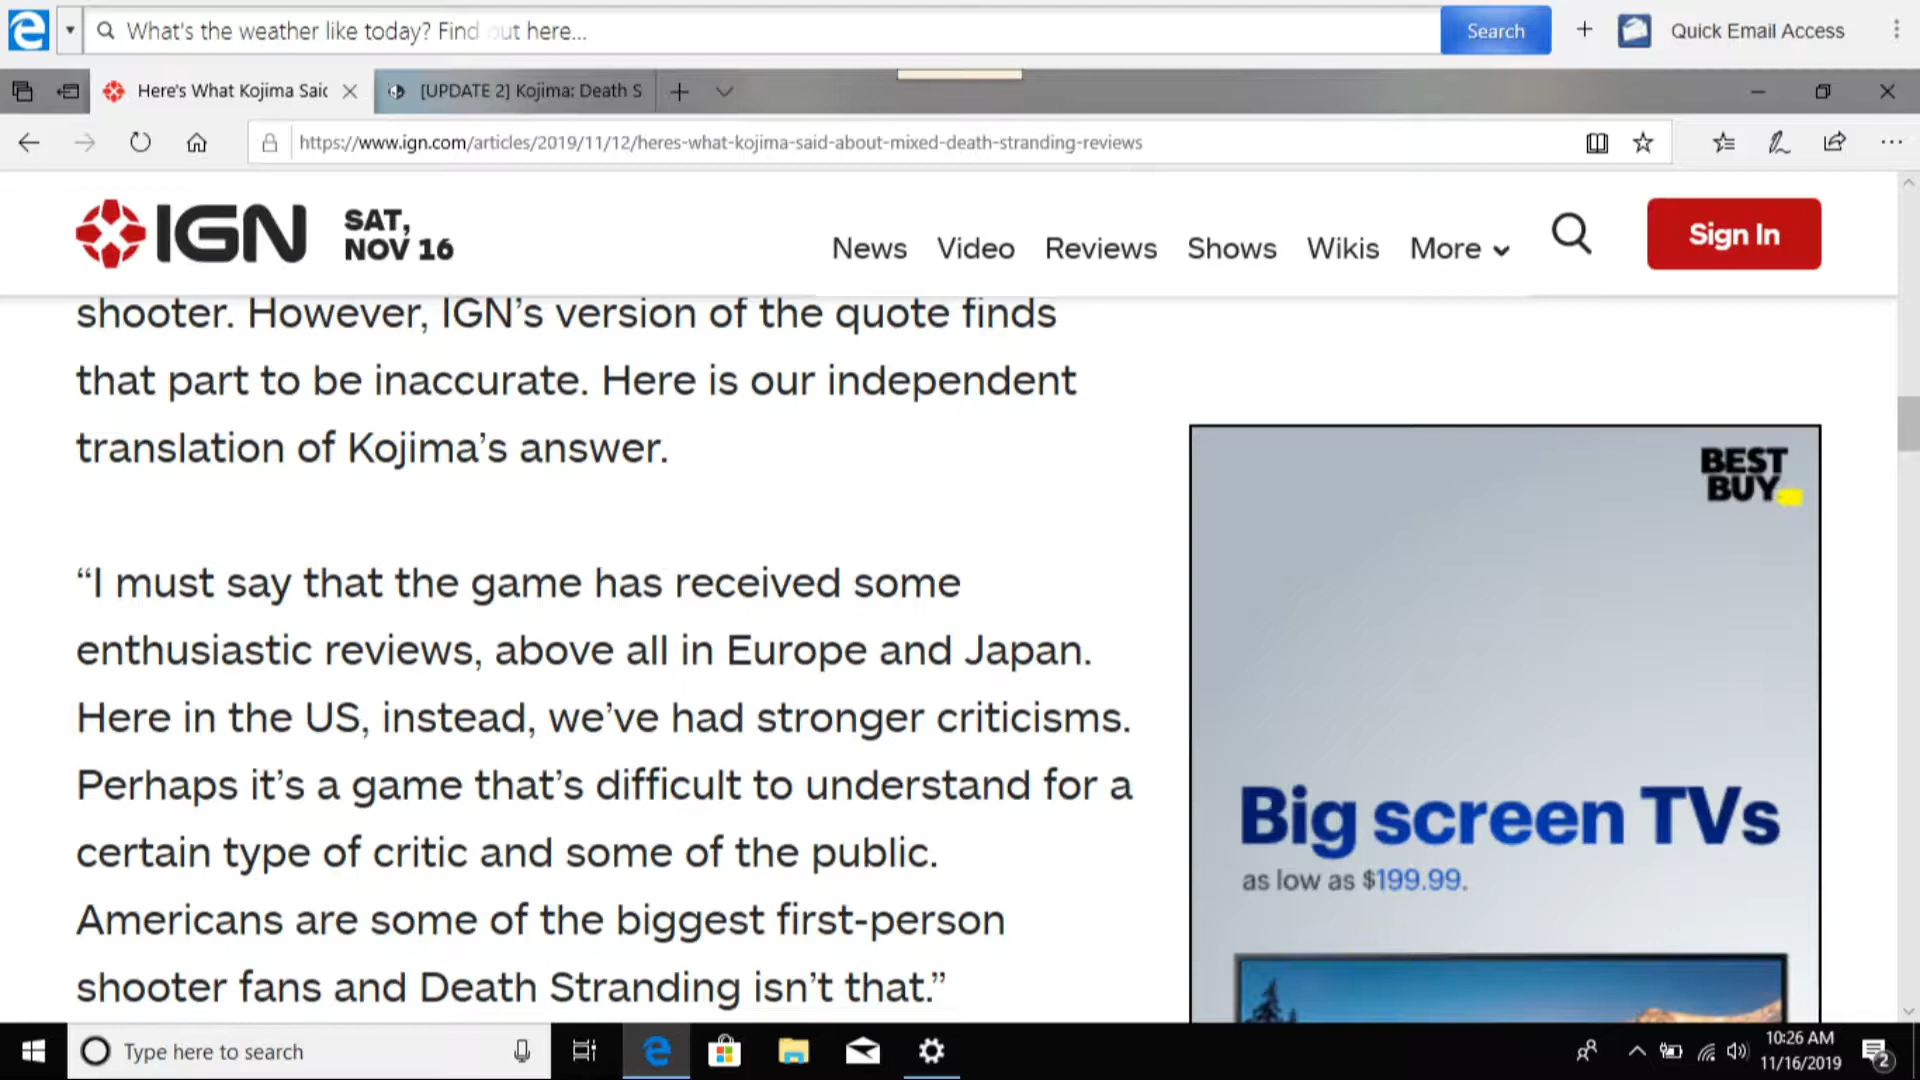 What's the weather like today? Find out here...
Search
Quick Email Access
Here's What Kojima Saic
[UPDATE 2] Kojima: Death S
https://www.ign.com/articles/2019/11/12/heres-what-kojima-said-about-mixed-death-stranding-reviews
IGN
SAT,
NOV 16
News
Video
Reviews
Shows
Wikis
More
Sign In
shooter. However, IGN’s version of the quote finds
that part to be inaccurate. Here is our independent
translation of Kojima’s answer.
“I must say that the game has received some
enthusiastic reviews, above all in Europe and Japan.
Here in the US, instead, we’ve had stronger criticisms.
Perhaps it’s a game that’s difficult to understand for a
certain type of critic and some of the public.
Americans are some of the biggest first-person
shooter fans and Death Stranding isn’t that.”
BEST
BUY
Big screen TVs
as low as $199.99.
Type here to search
10:26 AM
11/16/2019
2